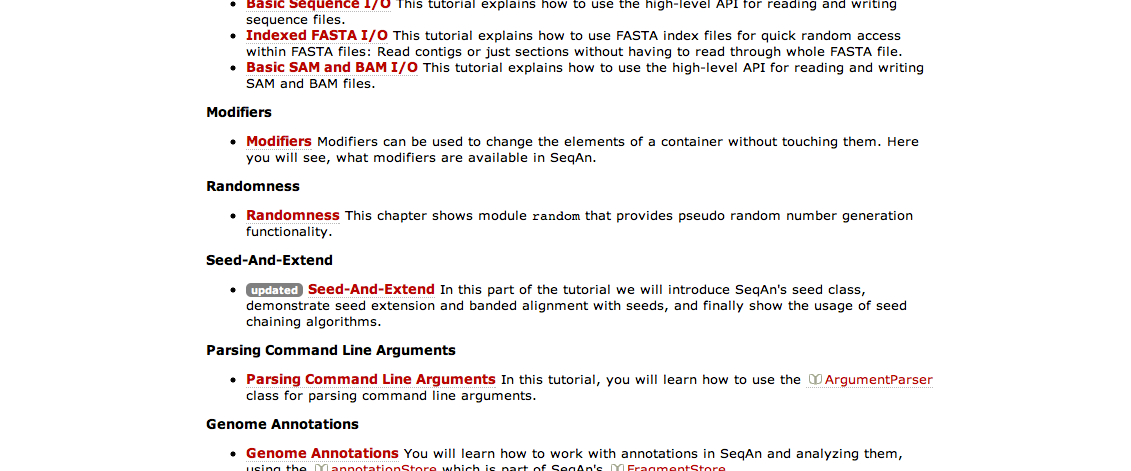 Basic Sequence I/O This tutorial explains how to use the high-level API for reading and writing
sequence files.
Indexed FASTA I/O This tutorial explains how to use FASTA index files for quick random access
within FASTA files: Read contigs or just sections without having to read through whole FASTA file.
Basic SAM and BAM I/O This tutorial explains how to use the high-level API for reading and writing
SAM and BAM files.
Modifiers
Modifiers Modifiers can be used to change the elements of a container without touching them. Here
you will see, what modifiers are available in SeqAn.
Randomness
Randomness This chapter shows module random that provides pseudo random number generation
functionality.
Seed-And-Extend
updated Seed-And-Extend In this part of the tutorial we will introduce SeqAn's seed class,
demonstrate seed extension and banded alignment with seeds, and finally show the usage of seed
chaining algorithms.
Parsing Command Line Arguments
Parsing Command Line Arguments In this tutorial, you will learn how to use the ArgumentParser
class for parsing command line arguments.
Genome Annotations
Genome Annotations You will learn how to work with annotations in SeqAn and analyzing them,
using the annotationStore which is part of SeqAn's FragmentStore.